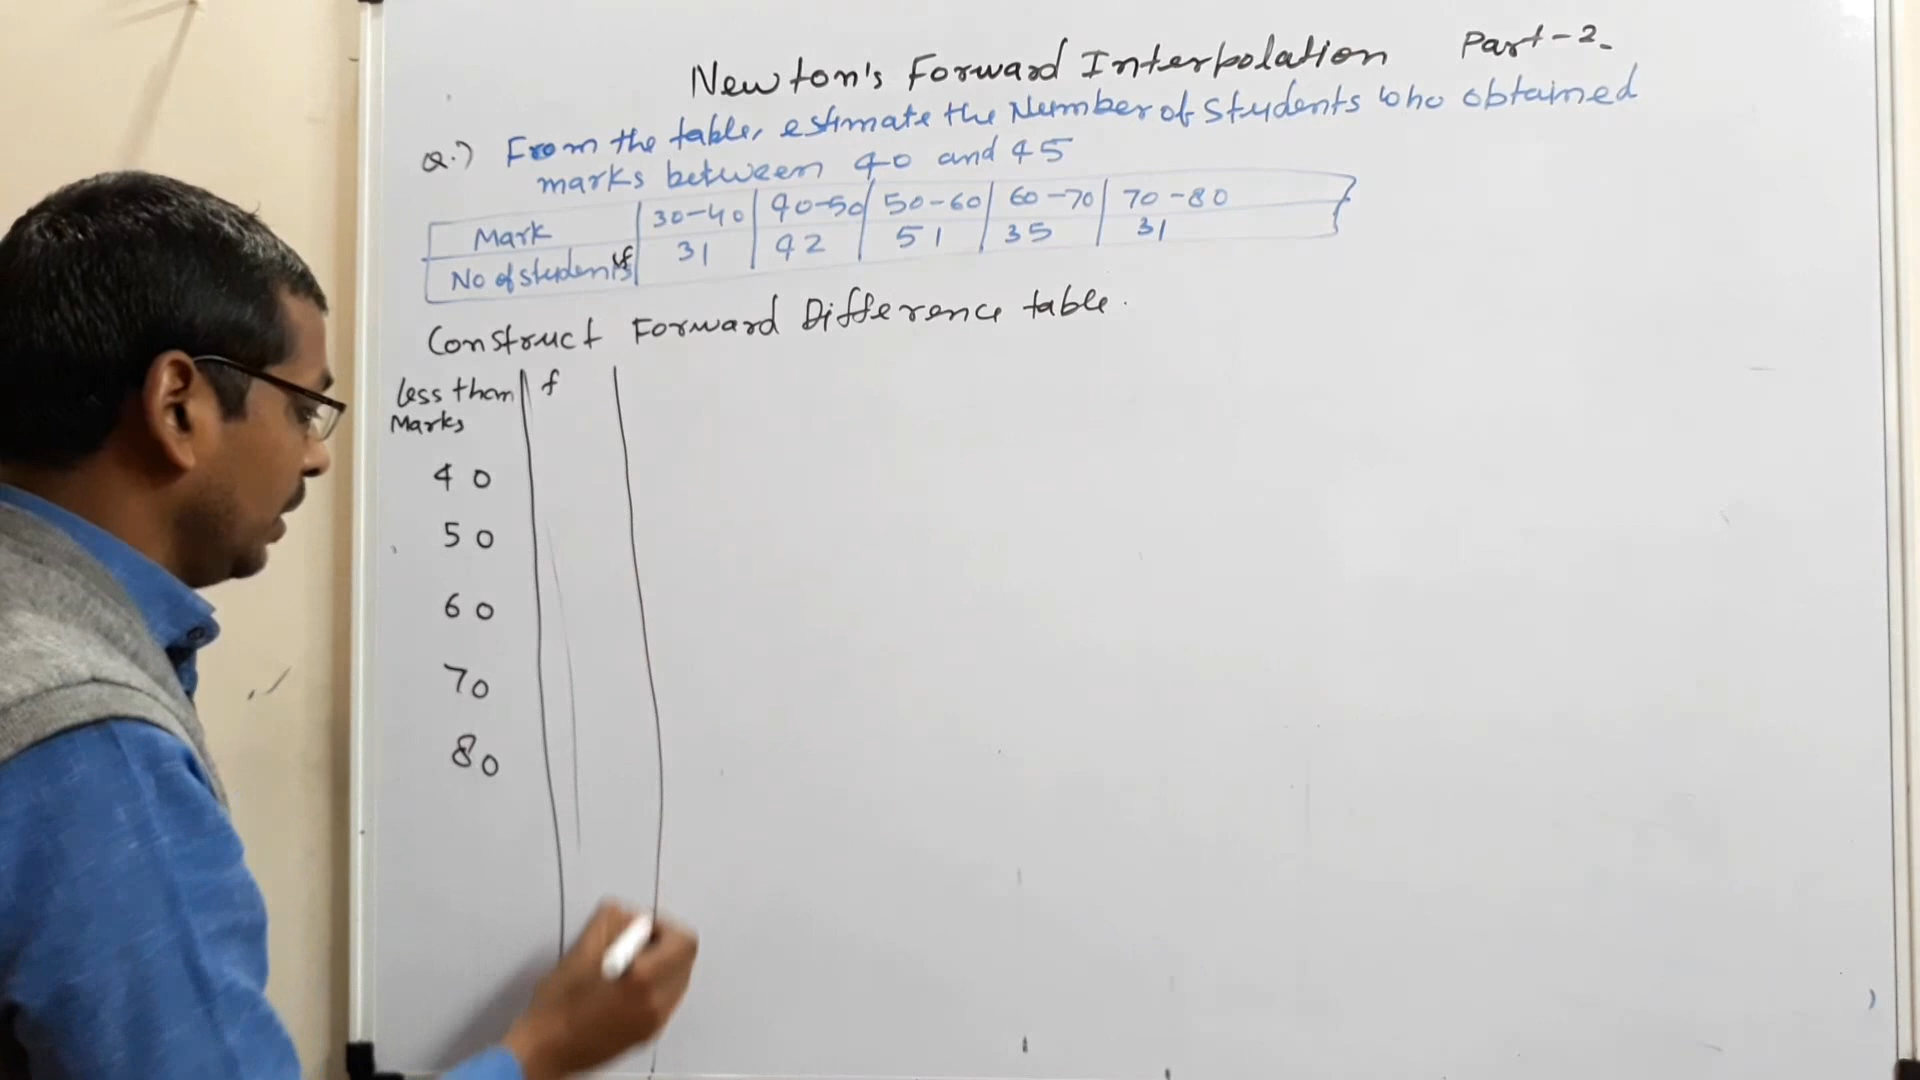 Newton's Forward Interpolation Part-2.
Q.) From the table, estimate the Number of Students who obtained
marks between 40 and 45
Mark 30-40 40-50 50-60 60-70 70-80
No of students f 31 42 51 35 31
Construct Forward Difference table.
Less than f
Marks
40
50
60
70
80